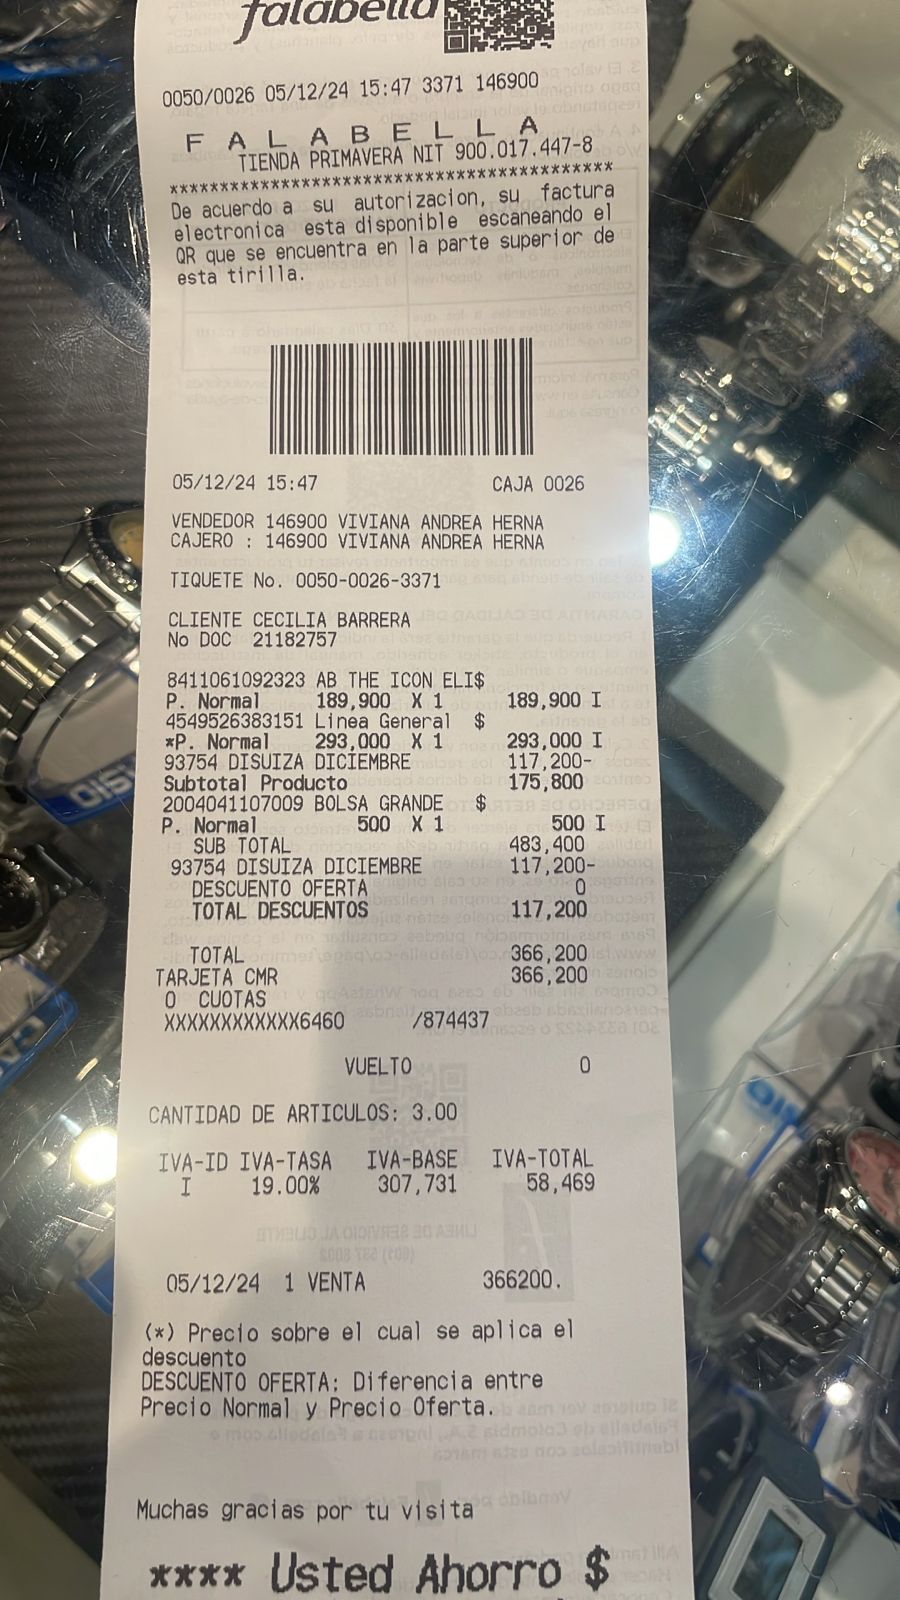 falabella
0050/0026 05/12/24 15:47 3371 146900
F A L A B E L L A
TIENDA PRIMAVERA NIT 900.017.447-8
*******************************************
De acuerdo a su autorizacion, su factura
electronica esta disponible escaneando el
QR que se encuentra en la parte superior de
esta tirilla.
05/12/24 15:47 CAJA 0026
VENDEDOR 146900 VIVIANA ANDREA HERNA
CAJERO : 146900 VIVIANA ANDREA HERNA
TIQUETE No. 0050-0026-3371
CLIENTE CECILIA BARRERA
No DOC 21182757
8411061092323 AB THE ICON ELI$
P. Normal 189,900 X 1 189,900 I
4549526383151 Linea General $
*P. Normal 293,000 X 1 293,000 I
93754 DISUIZA DICIEMBRE 117,200-
Subtotal Producto 175,800
2004041107009 BOLSA GRANDE $
P. Normal 500 X 1 500 I
SUB TOTAL 483,400
93754 DISUIZA DICIEMBRE 117,200-
DESCUENTO OFERTA 0
TOTAL DESCUENTOS 117,200
TOTAL 366,200
TARJETA CMR 366,200
0 CUOTAS
XXXXXXXXXXXX6460 /874437
VUELTO 0
CANTIDAD DE ARTICULOS: 3.00
IVA-ID IVA-TASA IVA-BASE IVA-TOTAL
I 19.00% 307,731 58,469
05/12/24 1 VENTA 366200.
(*) Precio sobre el cual se aplica el
descuento
DESCUENTO OFERTA: Diferencia entre
Precio Normal y Precio Oferta.
Muchas gracias por tu visita
**** Usted Ahorro $